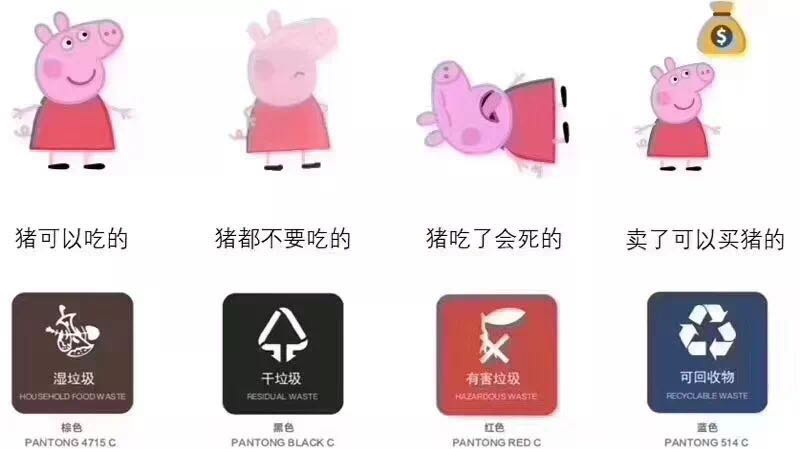 猪可以吃的
猪都不要吃的
猪吃了会死的
卖了可以买猪的
湿垃圾
HOUSEHOLD FOOD WASTE
干垃圾
RESIDUAL WASTE
有害垃圾
HAZARDOUS WASTE
可回收物
RECYCLABLE WASTE
棕色
PANTONG 4715 C
黑色
PANTONG BLACK C
红色
PANTONG RED C
蓝色
PANTONG 514 C
$